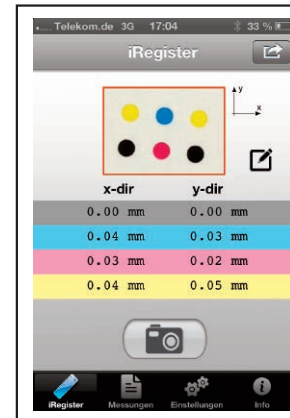 .... Telekom.de 3G 17:04 33 %
iRegister
y
x
x-dir y-dir
0.00 mm 0.00 mm
0.04 mm 0.03 mm
0.03 mm 0.02 mm
0.04 mm 0.05 mm
iRegister Messungen Einstellungen Info